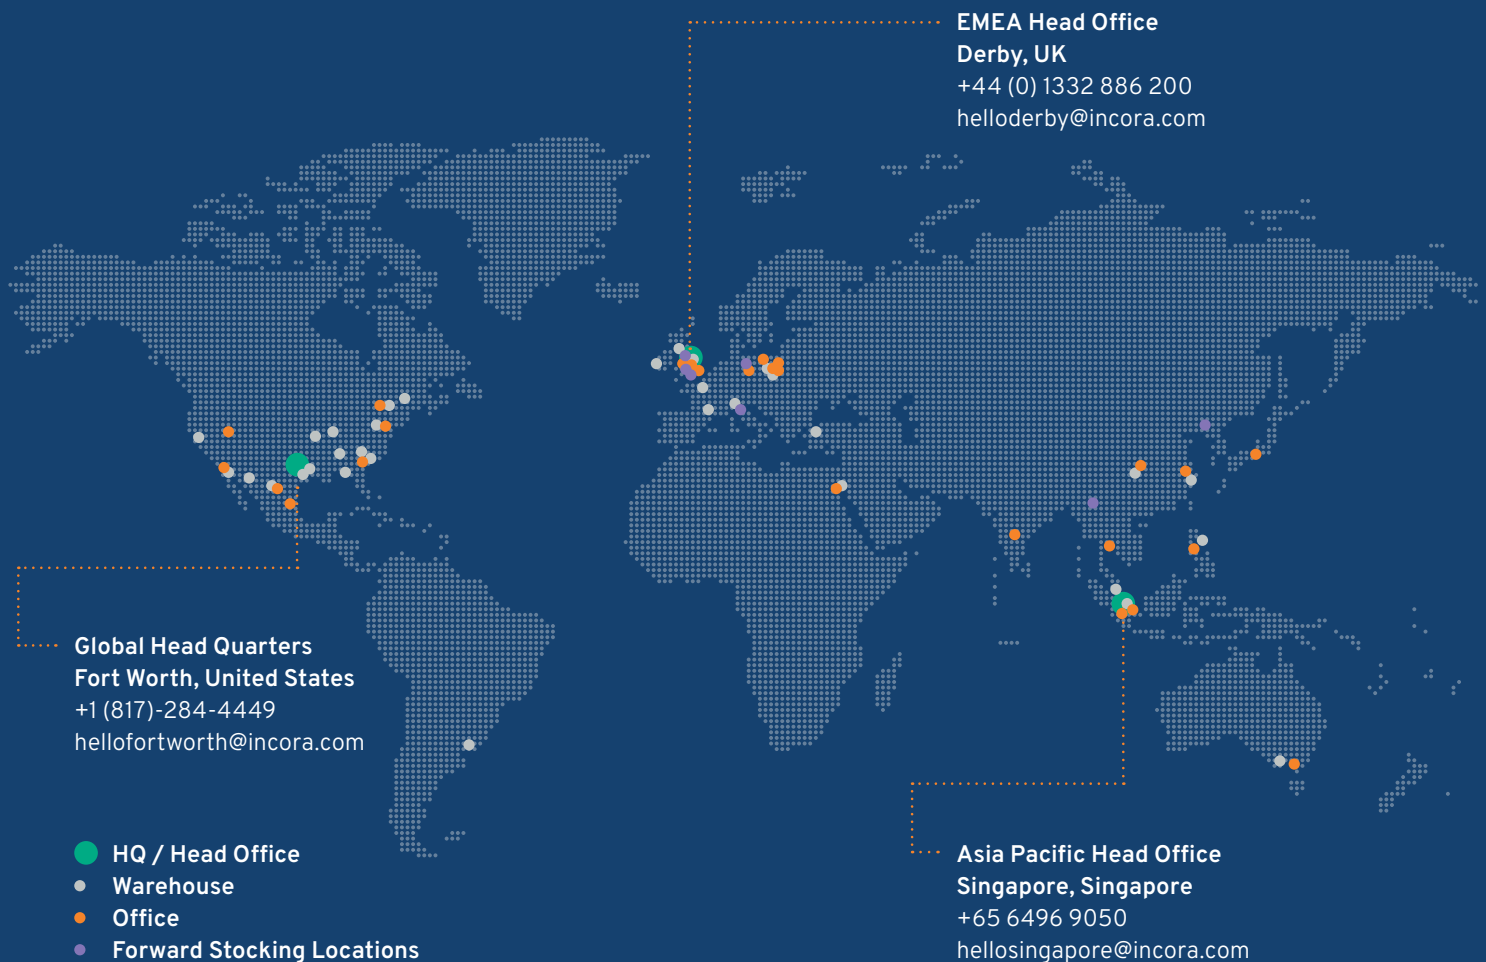 EMEA Head Office
Derby, UK
+44 (0) 1332 886 200
helloderby@incora.com
Global Head Quarters
Fort Worth, United States
+1 (817)-284-4449
hellofortworth@incora.com
HQ / Head Office
Warehouse
Office
Forward Stocking Locations
Asia Pacific Head Office
Singapore, Singapore
+65 6496 9050
hellosingapore@incora.com